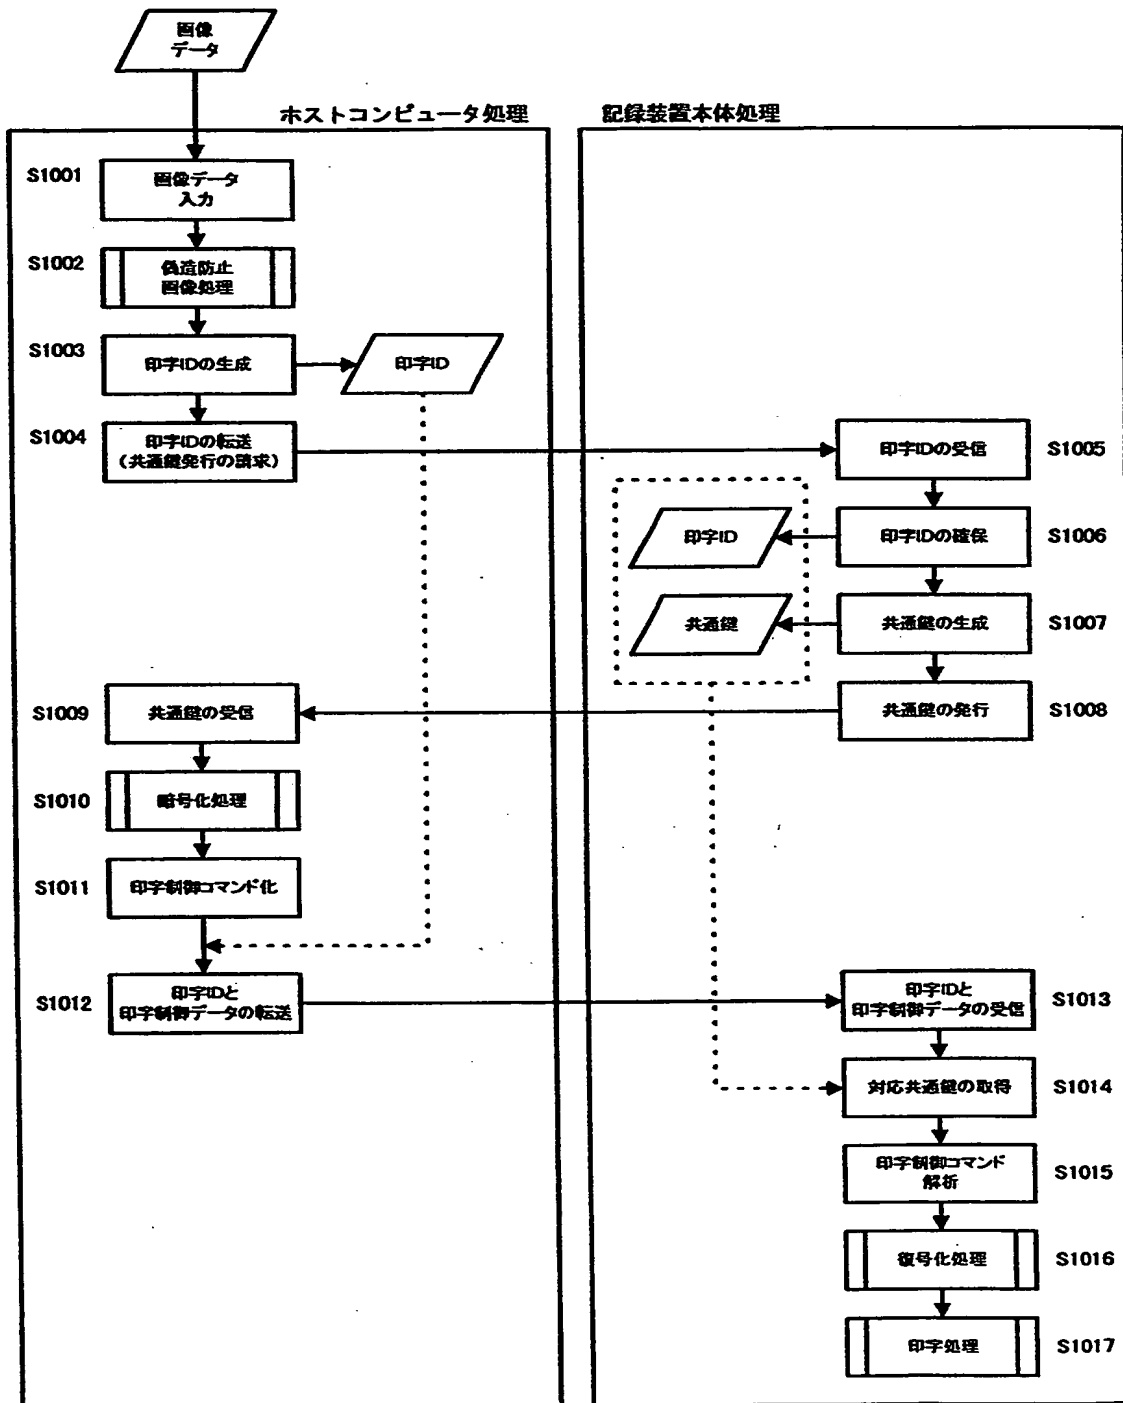 画像
データ
ホストコンピュータ処理
記録装置本体処理
S1001
画像データ
入力
S1002
偽造防止
画像処理
S1003
印字IDの生成
印字ID
S1004
印字IDの転送
(共通鍵発行の請求)
印字IDの受信
S1005
印字ID
印字IDの確保
S1006
共通鍵
共通鍵の生成
S1007
S1009
共通鍵の受信
共通鍵の発行
S1008
S1010
暗号化処理
S1011
印字制御コマンド化
S1012
印字IDと
印字制御データの転送
印字IDと
印字制御データの受信
S1013
対応共通鍵の取得
S1014
印字制御コマンド
解析
S1015
復号化処理
S1016
印字処理
S1017